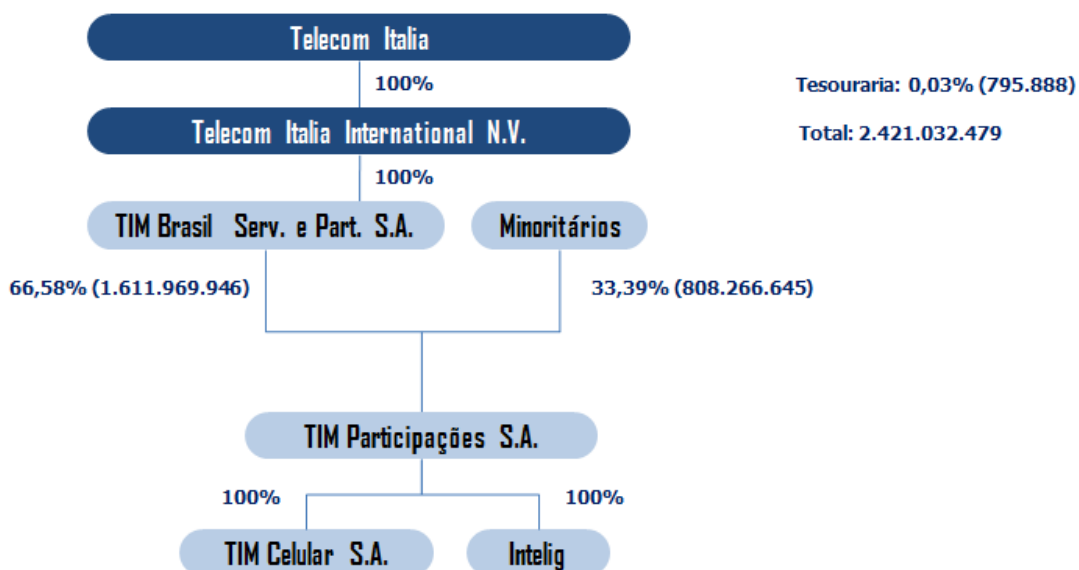 Telecom Italia
100%
Tesouraria: 0,03% (795.888)
Telecom Italia International N.V.
Total: 2.421.032.479
100%
TIM Brasil Serv. e Part. S.A.
Minoritários
66,58% (1.611.969.946)
33,39% (808.266.645)
TIM Participações S.A.
100%
100%
TIM Celular S.A.
Intelig